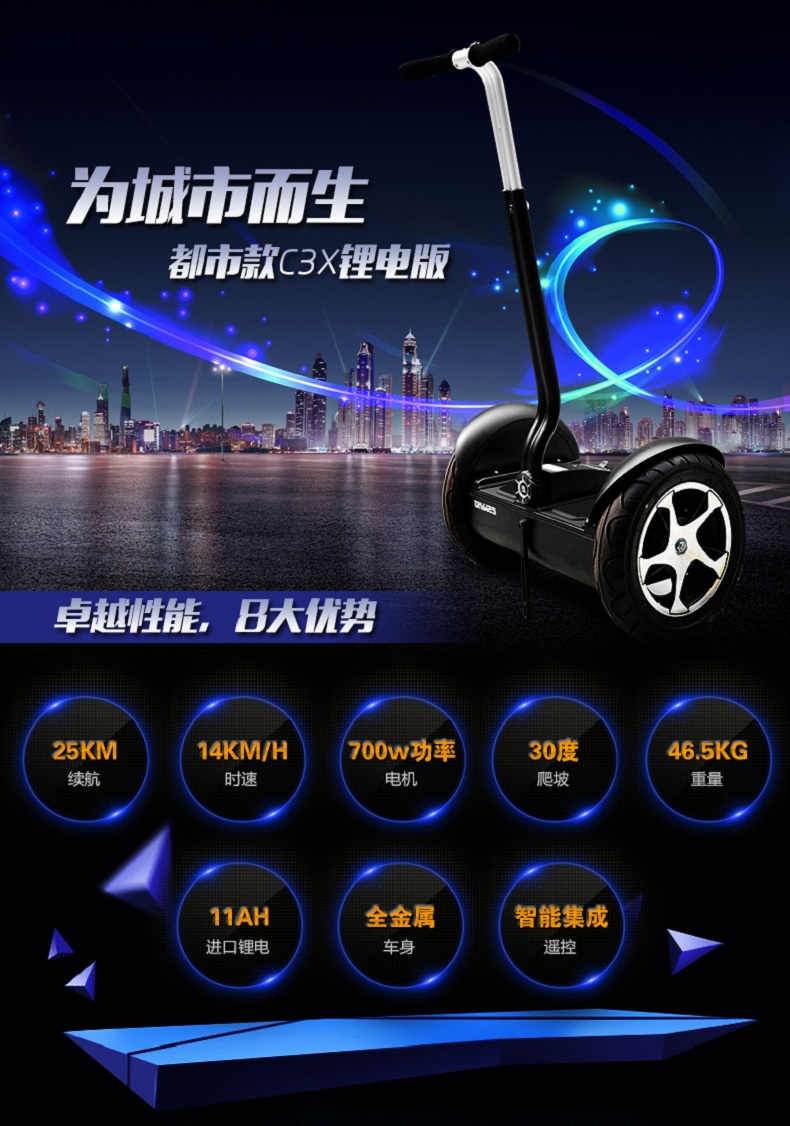 为城市而生
都市款C3X锂电版
卓越性能，8大优势
25KM
续航
14KM/H
时速
700w功率
电机
30度
爬坡
46.5KG
重量
11AH
进口锂电
全金属
车身
智能集成
遥控